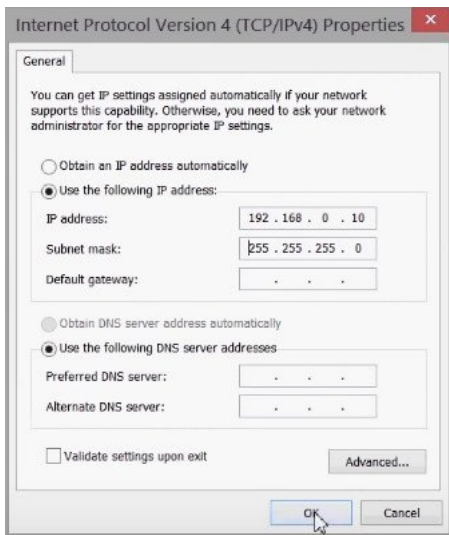 Internet Protocol Version 4 (TCP/IPv4) Properties
General
You can get IP settings assigned automatically if your network
supports this capability. Otherwise, you need to ask your network
administrator for the appropriate IP settings.
Obtain an IP address automatically
Use the following IP address:
IP address: 192 . 168 . 0 . 10
Subnet mask: 255 . 255 . 255 . 0
Default gateway: . . .
Obtain DNS server address automatically
Use the following DNS server addresses
Preferred DNS server: . . .
Alternate DNS server: . . .
Validate settings upon exit
Advanced...
OK Cancel